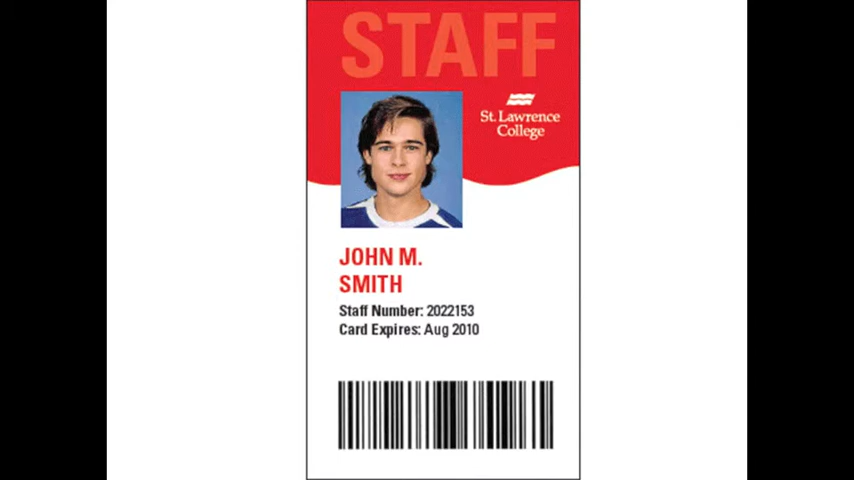 STAFF
St. Lawrence
College
JOHN M.
SMITH
Staff Number: 2022153
Card Expires: Aug 2010